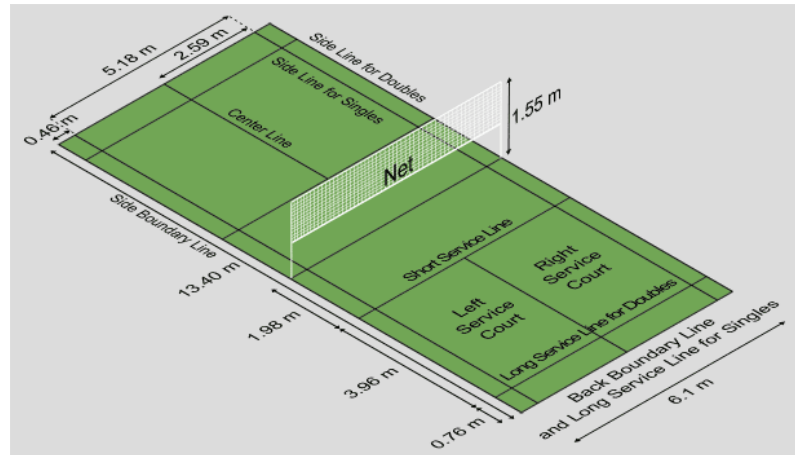 5.18 m
2.59 m
0.46 m
Side Line for Doubles
Side Line for Singles
Center Line
1.55 m
Net
Side Boundary Line
13.40 m
1.98 m
3.96 m
0.76 m
Short Service Line
Right
Service
Court
Left
Service
Court
Long Service Line for Doubles
Back Boundary Line
and Long Service Line for Singles
6.1 m